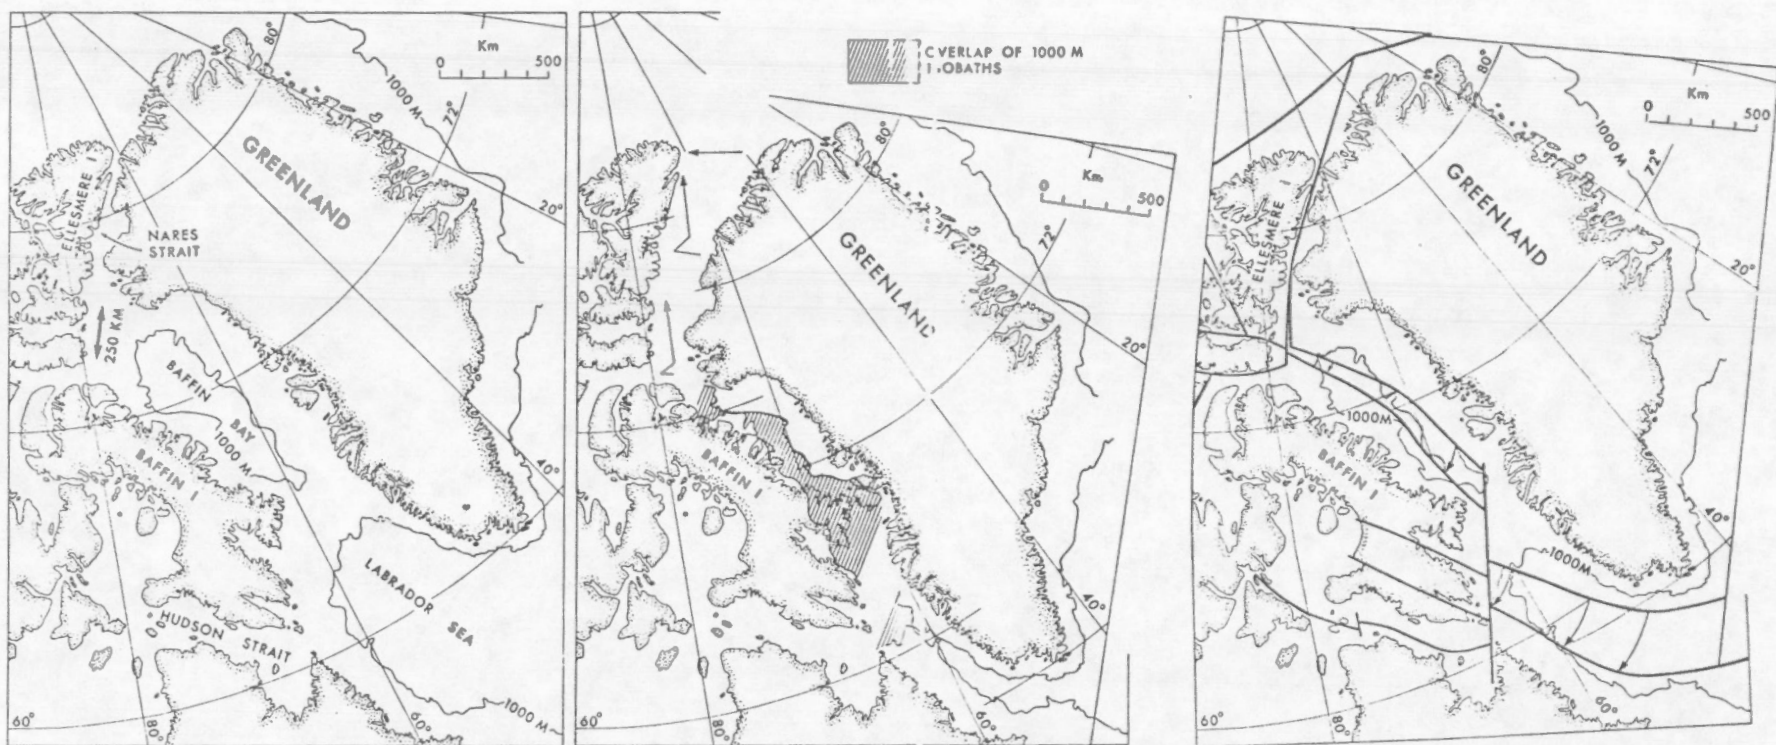 80°
Km
0 500
1000 M
72°
GREENLAND
ELLESMERE I
20°
NARES
STRAIT
250 KM
BAFFIN
BAY
1000 M
BAFFIN I
40°
LABRADOR
SEA
HUDSON STRAIT
1000 M
60°
80°
60°
OVERLAP OF 1000 M
80°
Km
0 500
1000 M
72°
GREENLAND
20°
BAFFIN I
40°
60°
80°
60°
80°
Km
0 500
1000 M
72°
GREENLAND
ELLESMERE I
20°
1000M
BAFFIN I
40°
1000M
60°
80°
60°